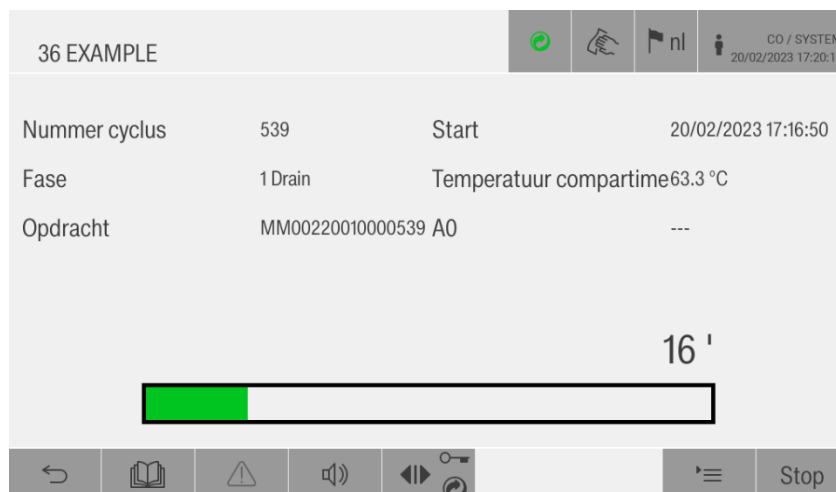 36 EXAMPLE
nl
CO / SYSTEM
20/02/2023 17:20:1
Nummer cyclus 539 Start 20/02/2023 17:16:50
Fase 1 Drain Temperatuur compartime 63.3 °C
Opdracht MM00220010000539 A0 ---
16 '
Stop